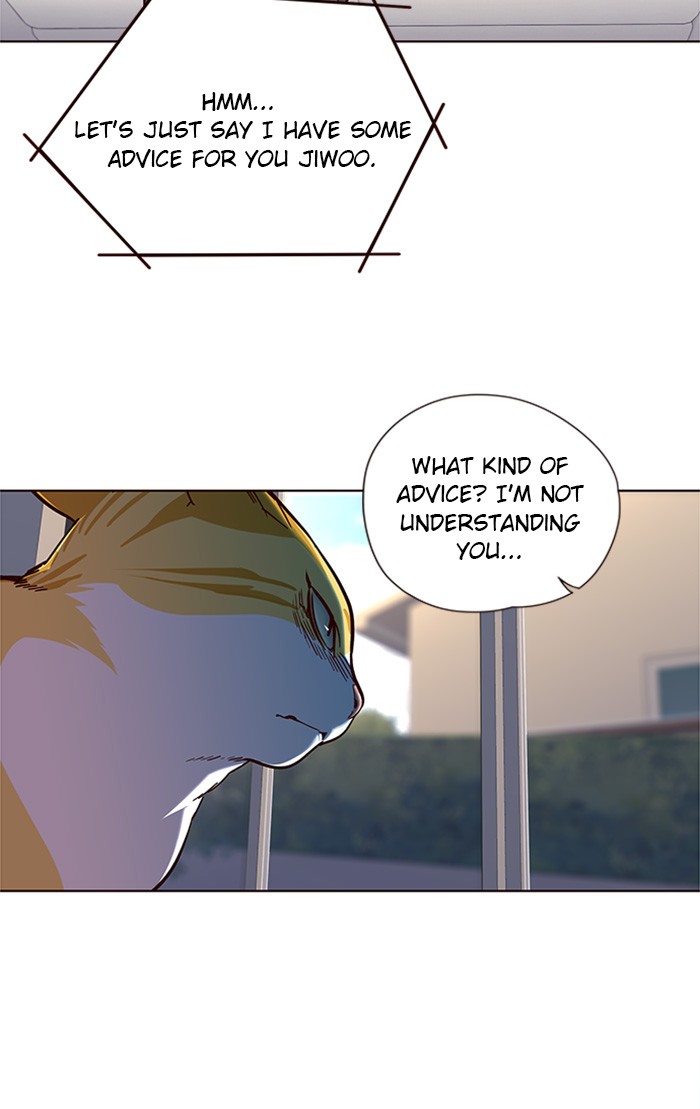 HMM...
LET'S JUST SAY I HAVE SOME
ADVICE FOR YOU JIWOO.
WHAT KIND OF
ADVICE? I'M NOT
UNDERSTANDING
YOU...